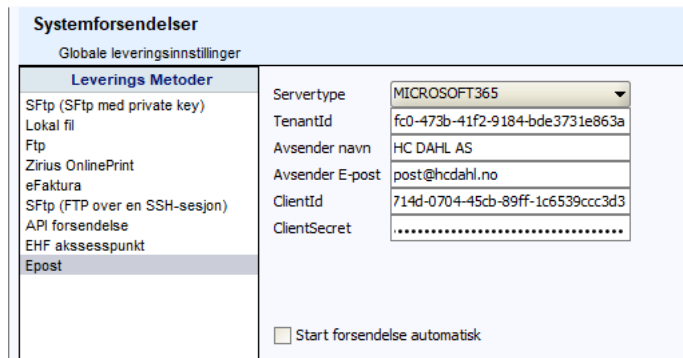 Systemforsendelser
Globale leveringsinnstillinger
Leverings Metoder
SFtp (SFtp med private key)
Lokal fil
Ftp
Zirius OnlinePrint
eFaktura
SFtp (FTP over en SSH-sesjon)
API forsendelse
EHF akssesspunkt
Epost
Servertype MICROSOFT365
TenantId fc0-473b-41f2-9184-bde3731e863a
Avsender navn HC DAHL AS
Avsender E-post post@hcdahl.no
ClientId 714d-0704-45cb-89ff-1c6539ccc3d3
ClientSecret
Start forsendelse automatisk